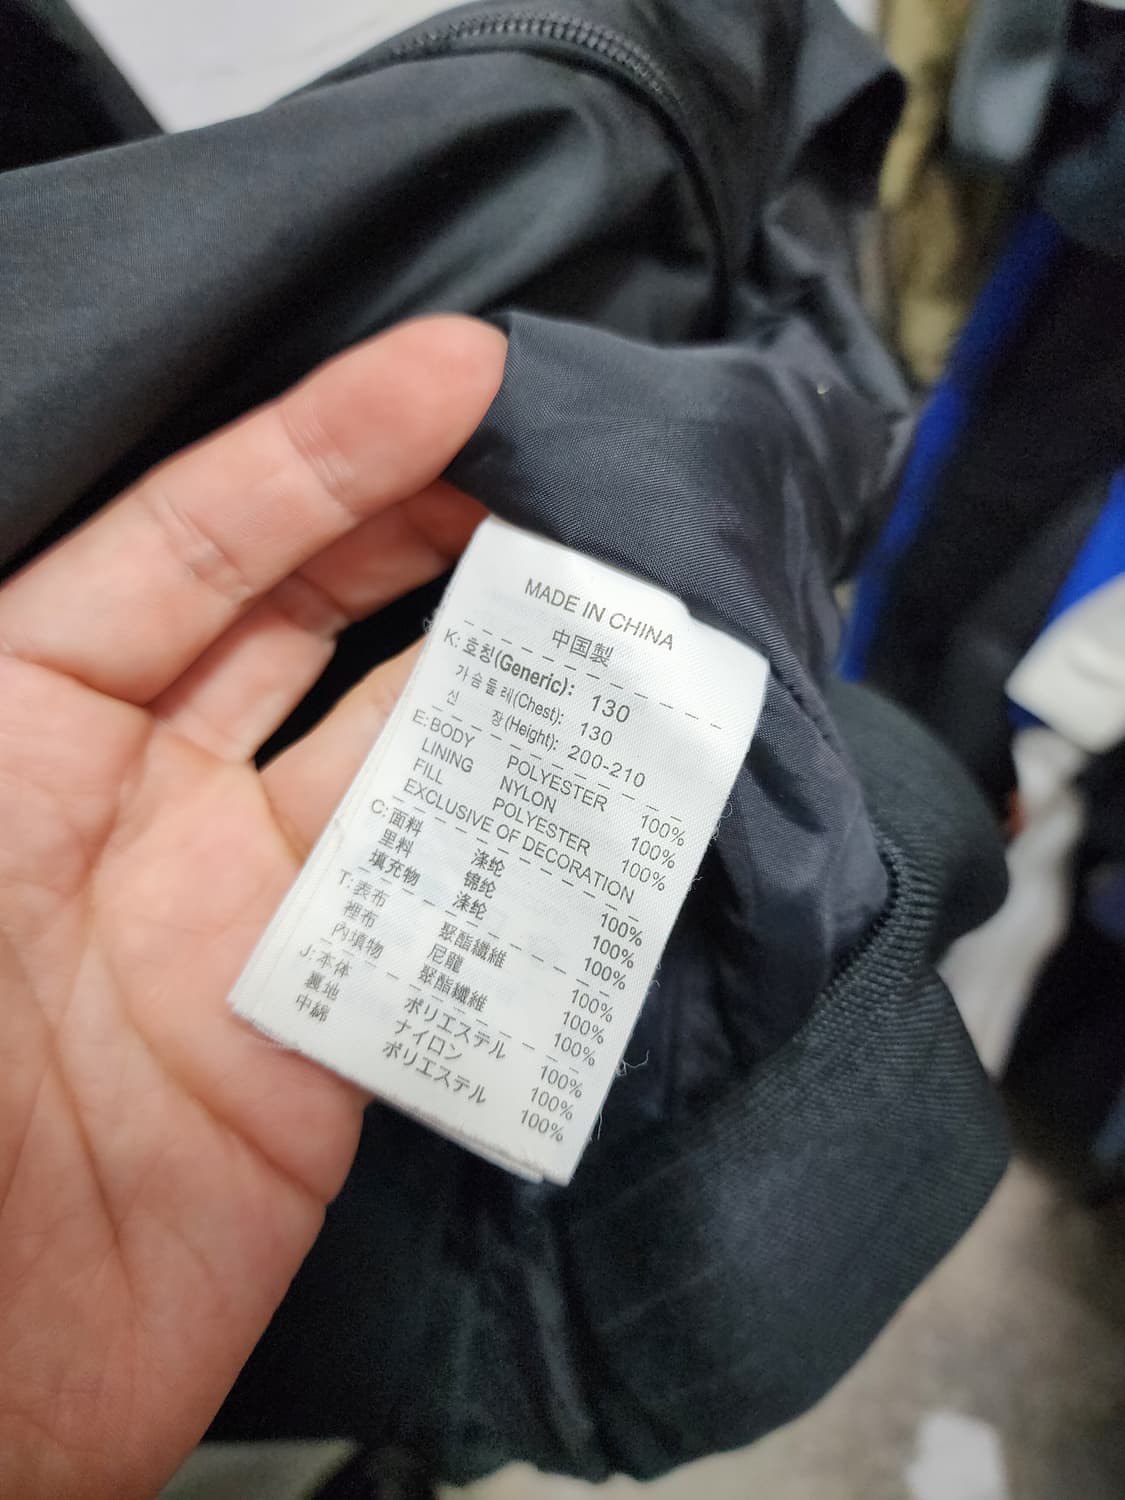 MADE IN CHINA
中国製
K: 호칭(Generic): 130
가슴둘레(Chest): 130
신 장(Height): 200-210
E: BODY POLYESTER 100%
LINING NYLON 100%
FILL POLYESTER 100%
EXCLUSIVE OF DECORATION
C: 面料 涤纶 100%
里料 锦纶 100%
填充物 涤纶 100%
T: 表布 聚酯纖維 100%
裡布 尼龍 100%
內填物 聚酯纖維 100%
J: 本体 ポリエステル 100%
裏地 ナイロン 100%
中綿 ポリエステル 100%